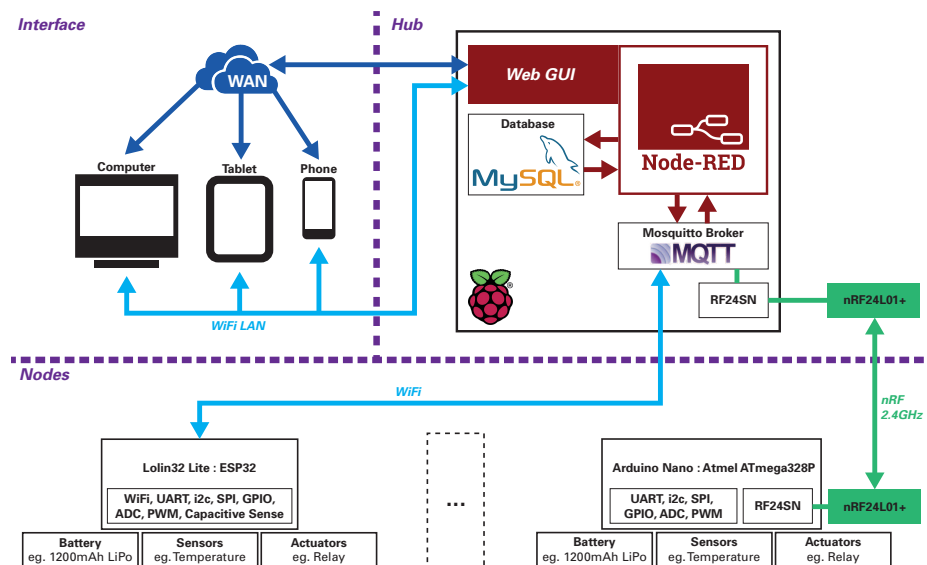 Interface
Hub
WAN
Web GUI
Computer
Tablet
Phone
Database
MySQL®
Node-RED
Mosquitto Broker
MQTT
RF24SN
nRF24L01+
®
WiFi LAN
Nodes
WiFi
nRF
2.4GHz
Lolin32 Lite : ESP32
WiFi, UART, i2c, SPI, GPIO,
ADC, PWM, Capacitive Sense
Battery
eg. 1200mAh LiPo
Sensors
eg. Temperature
Actuators
eg. Relay
...
Arduino Nano : Atmel ATmega328P
UART, i2c, SPI,
GPIO, ADC, PWM
RF24SN
nRF24L01+
Battery
eg. 1200mAh LiPo
Sensors
eg. Temperature
Actuators
eg. Relay